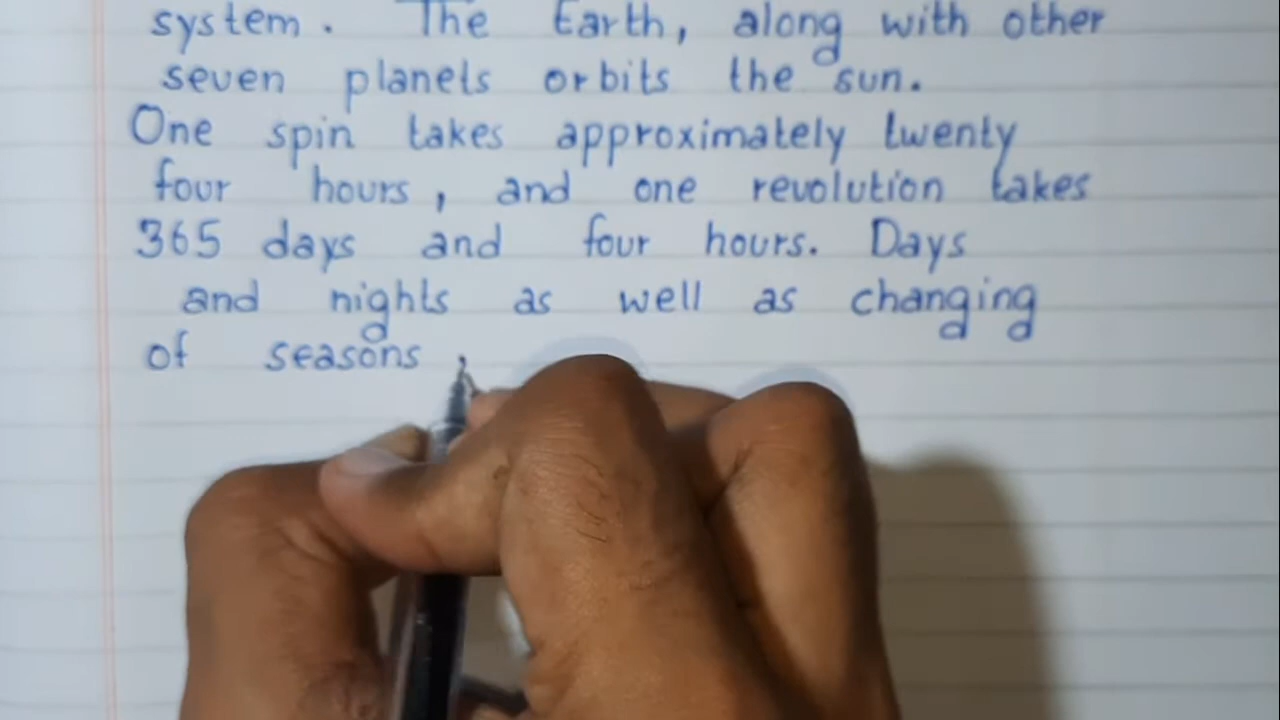 system. The Earth, along with other
seven planets orbits the sun.
One spin takes approximately twenty
four hours, and one revolution takes
365 days and four hours. Days
and nights as well as changing
of seasons